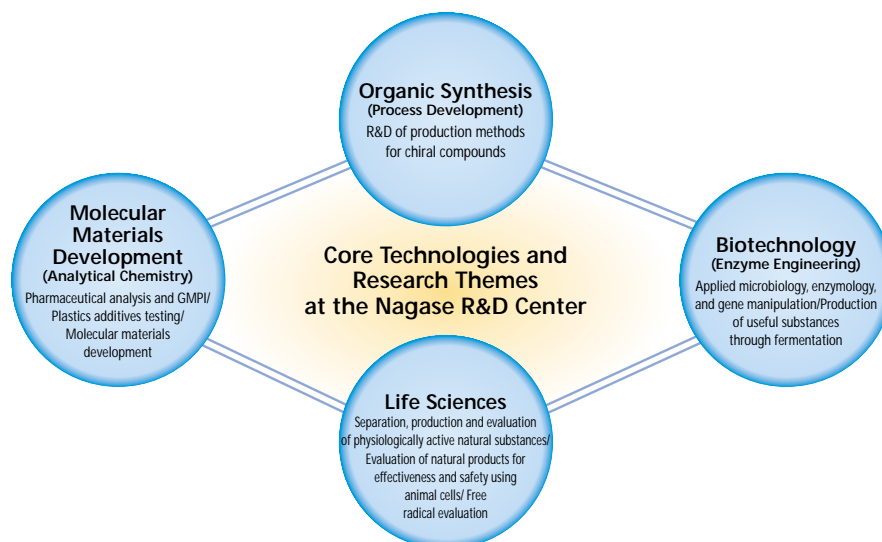 Organic Synthesis
(Process Development)
R&D of production methods
for chiral compounds
Molecular
Materials
Development
(Analytical Chemistry)
Pharmaceutical analysis and GMPI/
Plastics additives testing/
Molecular materials
development
Core Technologies and
Research Themes
at the Nagase R&D Center
Biotechnology
(Enzyme Engineering)
Applied microbiology, enzymology,
and gene manipulation/Production
of useful substances
through fermentation
Life Sciences
Separation, production and evaluation
of physiologically active natural substances/
Evaluation of natural products for
effectiveness and safety using
animal cells/ Free
radical evaluation